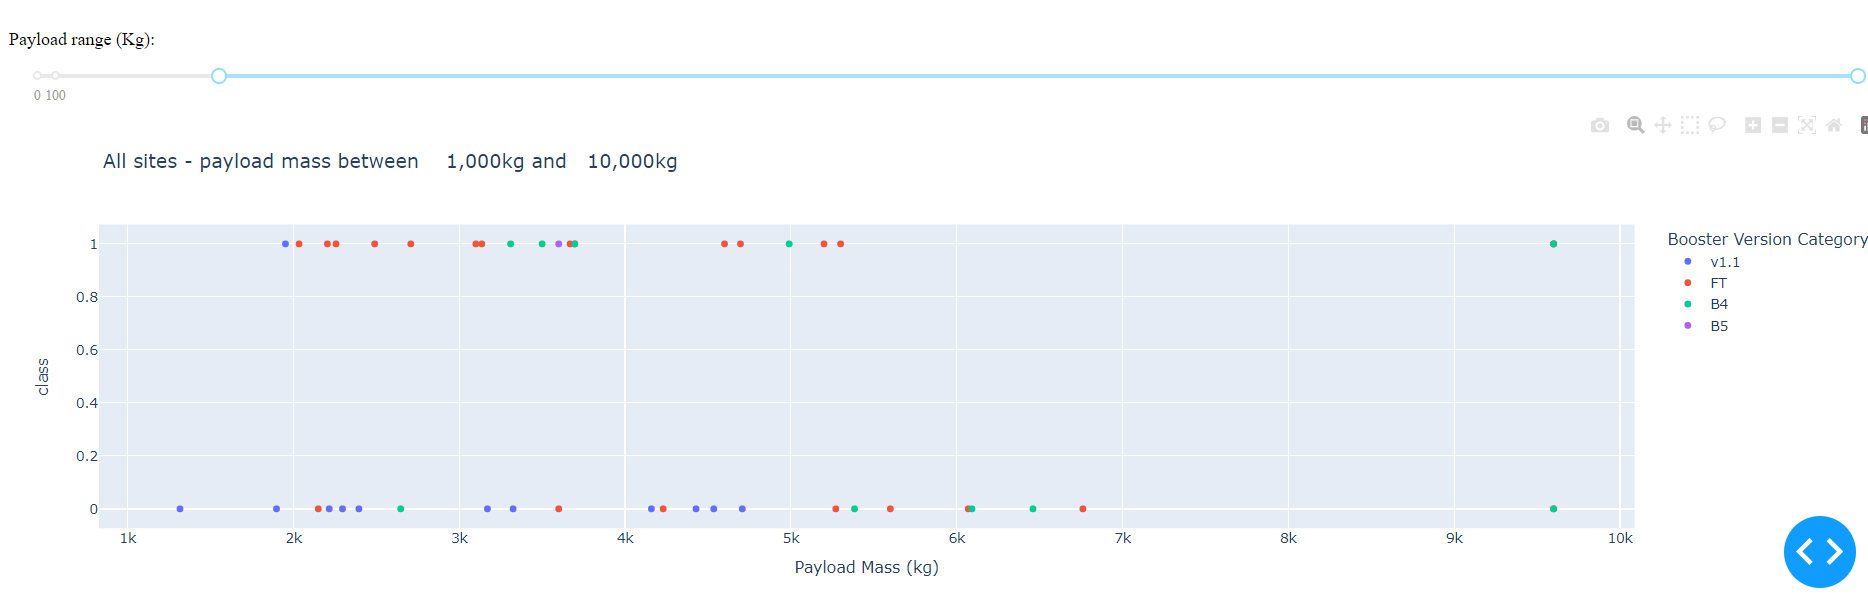 Payload range (Kg):
0 100
All sites - payload mass between 1,000kg and 10,000kg
Booster Version Category
v1.1
FT
B4
B5
1
0.8
0.6
0.4
0.2
0
class
1k 2k 3k 4k 5k 6k 7k 8k 9k 10k
Payload Mass (kg)